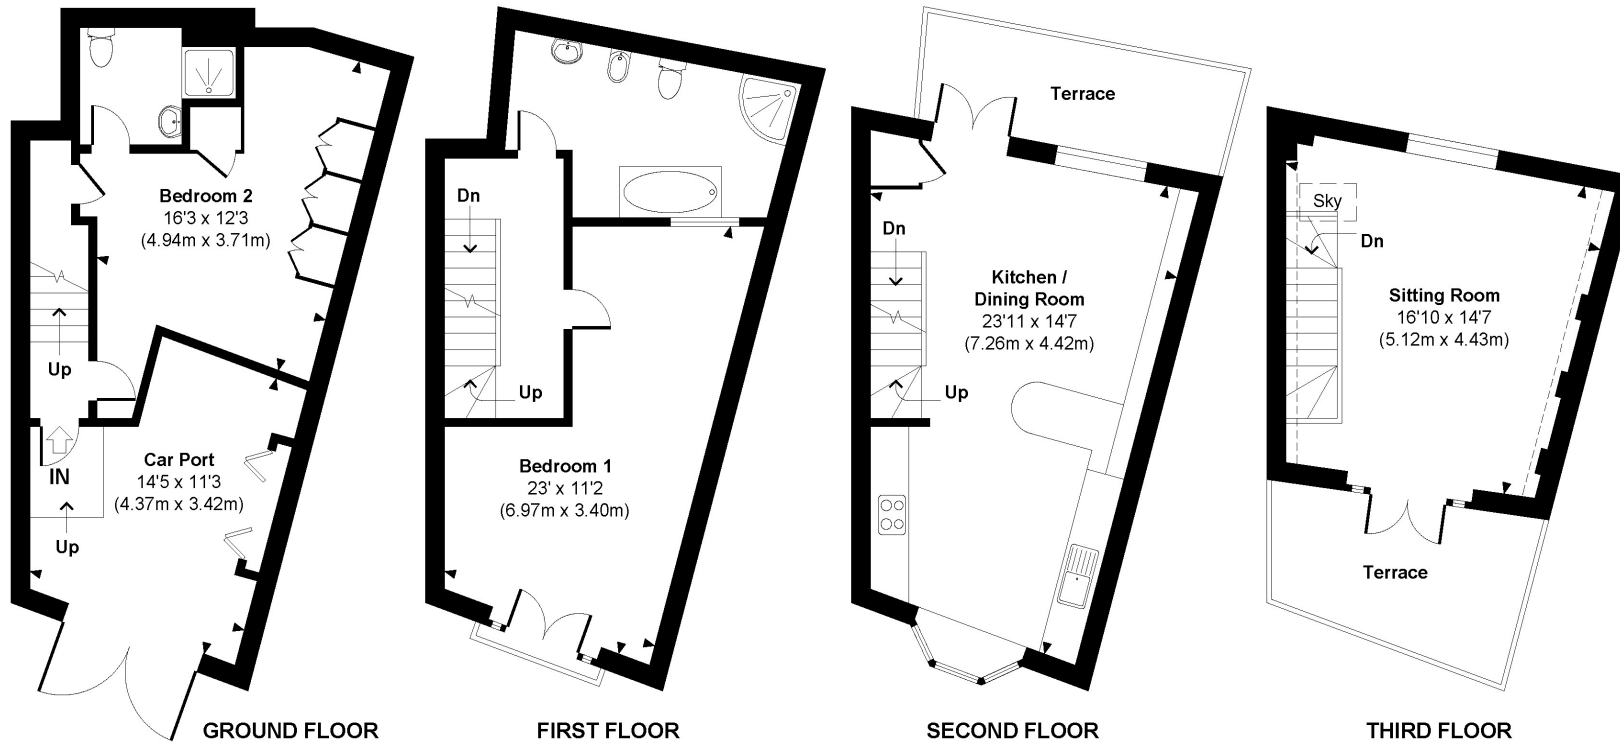 Bedroom 2
16'3 x 12'3
(4.94m x 3.71m)
Up
IN
Up
Car Port
14'5 x 11'3
(4.37m x 3.42m)
GROUND FLOOR
Dn
Up
Bedroom 1
23' x 11'2
(6.97m x 3.40m)
FIRST FLOOR
Terrace
Dn
Kitchen /
Dining Room
23'11 x 14'7
(7.26m x 4.42m)
Up
SECOND FLOOR
Sky
Dn
Sitting Room
16'10 x 14'7
(5.12m x 4.43m)
Terrace
THIRD FLOOR